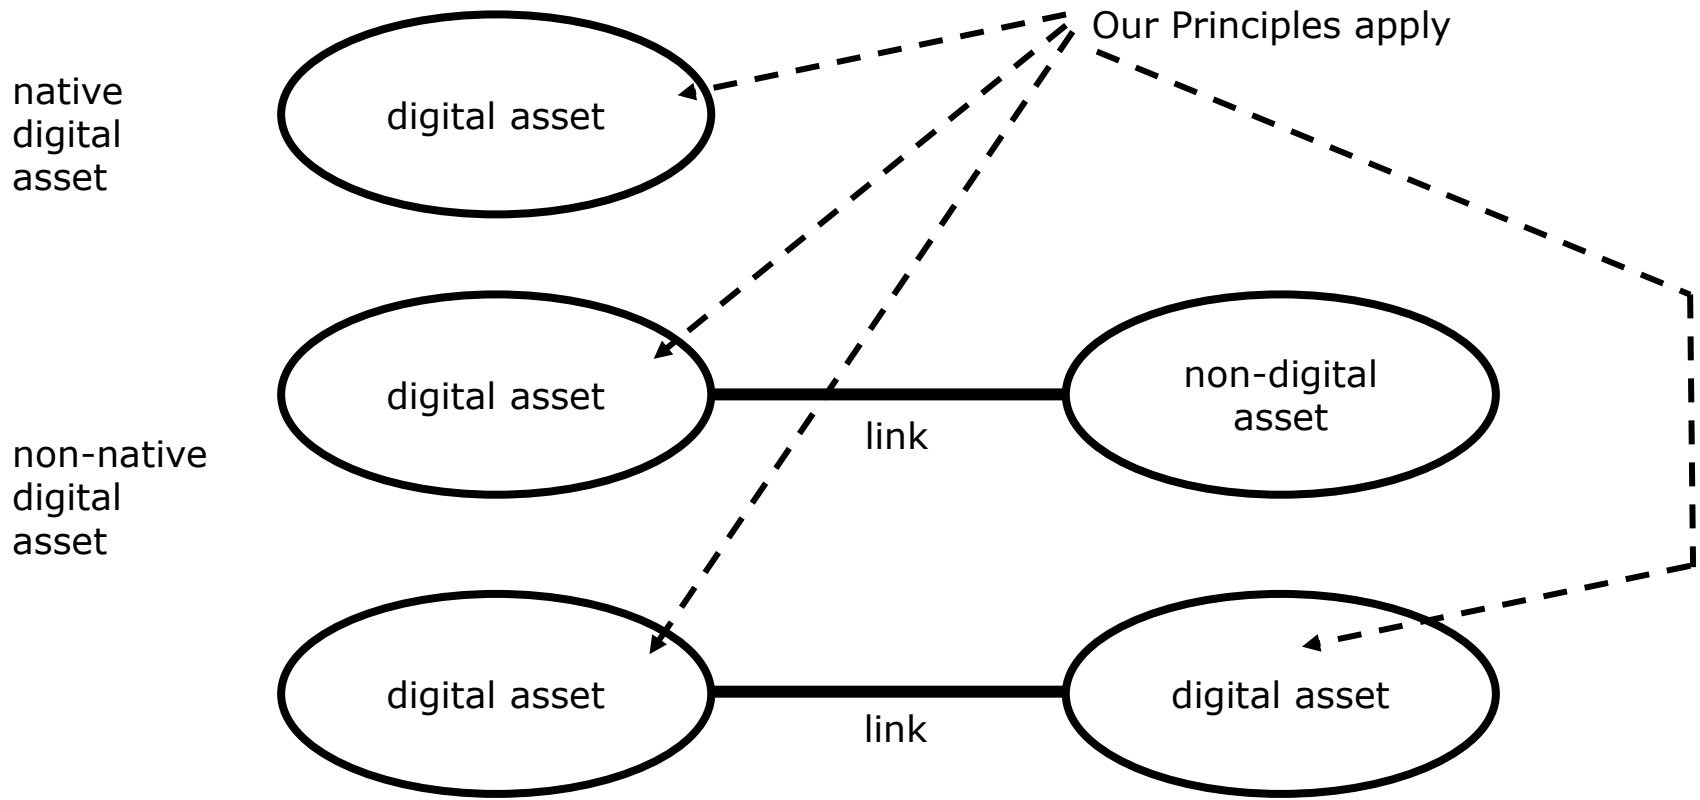 Our Principles apply
native
digital
asset
digital asset
non-native
digital
asset
digital asset
link
non-digital
asset
digital asset
link
digital asset